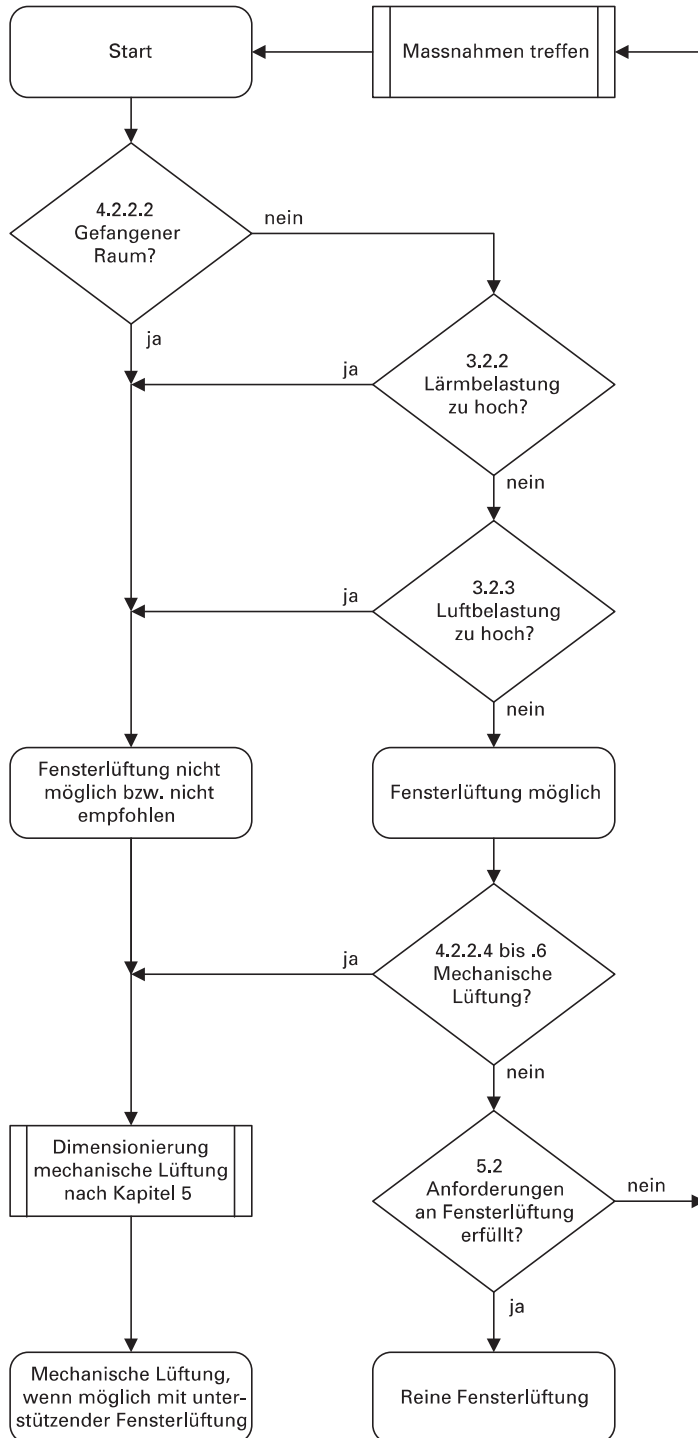 Start
Massnahmen treffen
4.2.2.2
Gefangener
Raum?
nein
ja
3.2.2
Lärmbelastung
zu hoch?
ja
nein
3.2.3
Luftbelastung
zu hoch?
ja
nein
Fensterlüftung nicht
möglich bzw. nicht
empfohlen
Fensterlüftung möglich
4.2.2.4 bis .6
Mechanische
Lüftung?
ja
nein
Dimensionierung
mechanische Lüftung
nach Kapitel 5
5.2
Anforderungen
an Fensterlüftung
erfüllt?
nein
ja
Mechanische Lüftung,
wenn möglich mit unter-
stützender Fensterlüftung
Reine Fensterlüftung